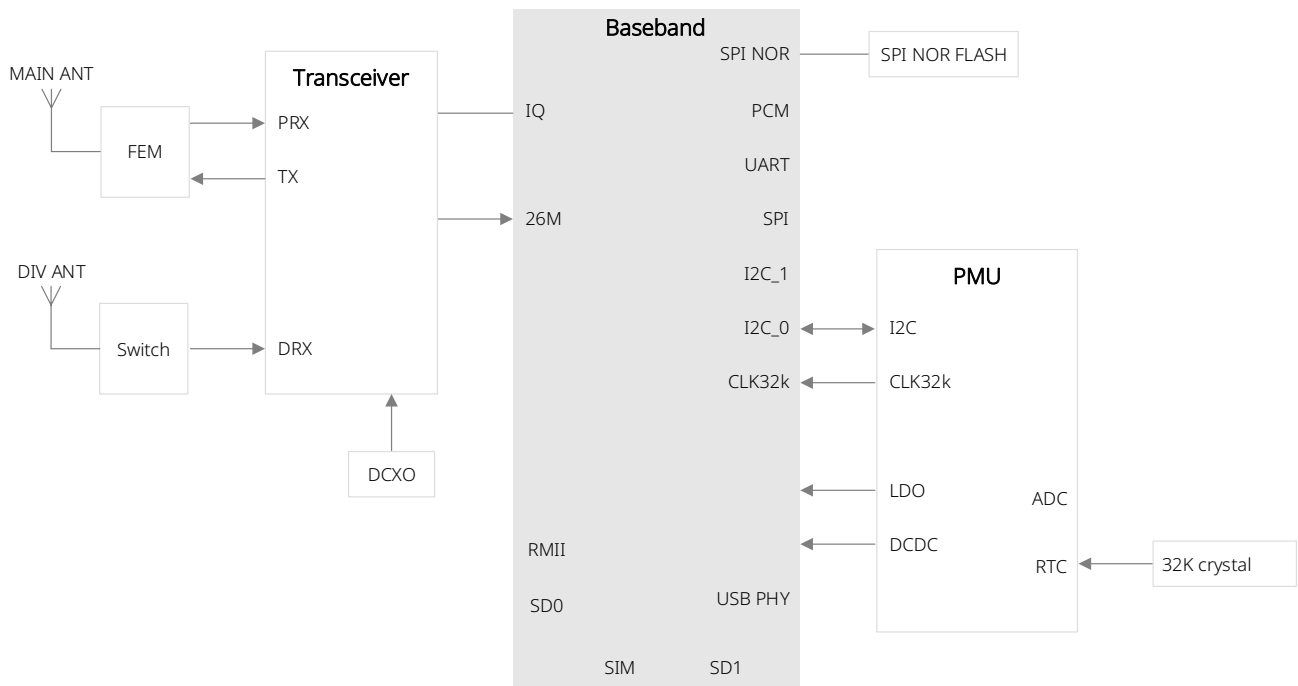 Baseband
SPI NOR
SPI NOR FLASH
MAIN ANT
Transceiver
IQ
PCM
PRX
FEM
TX
UART
26M
SPI
DIV ANT
I2C_1
PMU
Switch
DRX
I2C_0
I2C
CLK32k
CLK32k
DCXO
LDO
ADC
RMII
DCDC
RTC
32K crystal
SD0
USB PHY
SIM
SD1